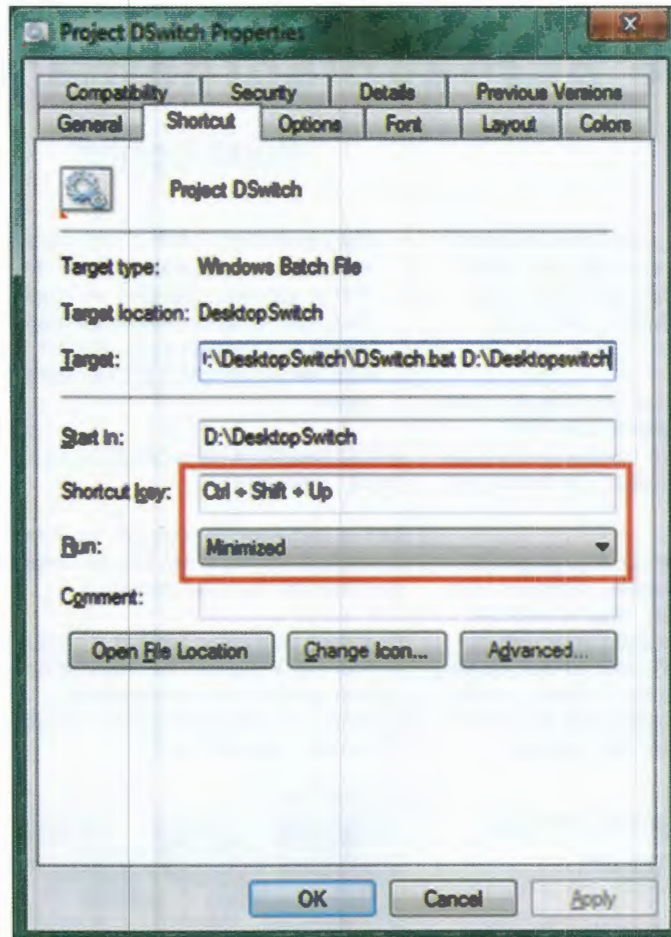 Project DSwitch Properties
Compatibility Security Details Previous Versions
General Shortcut Options Font Layout Colors
Project DSwitch
Target type: Windows Batch File
Target location: DesktopSwitch
Target: :\DesktopSwitch\DSwitch.bat D:\Desktopswitch
Start in: D:\DesktopSwitch
Shortcut key: Ctrl + Shift + Up
Run: Minimized
Comment:
Open File Location Change Icon... Advanced...
OK Cancel Apply